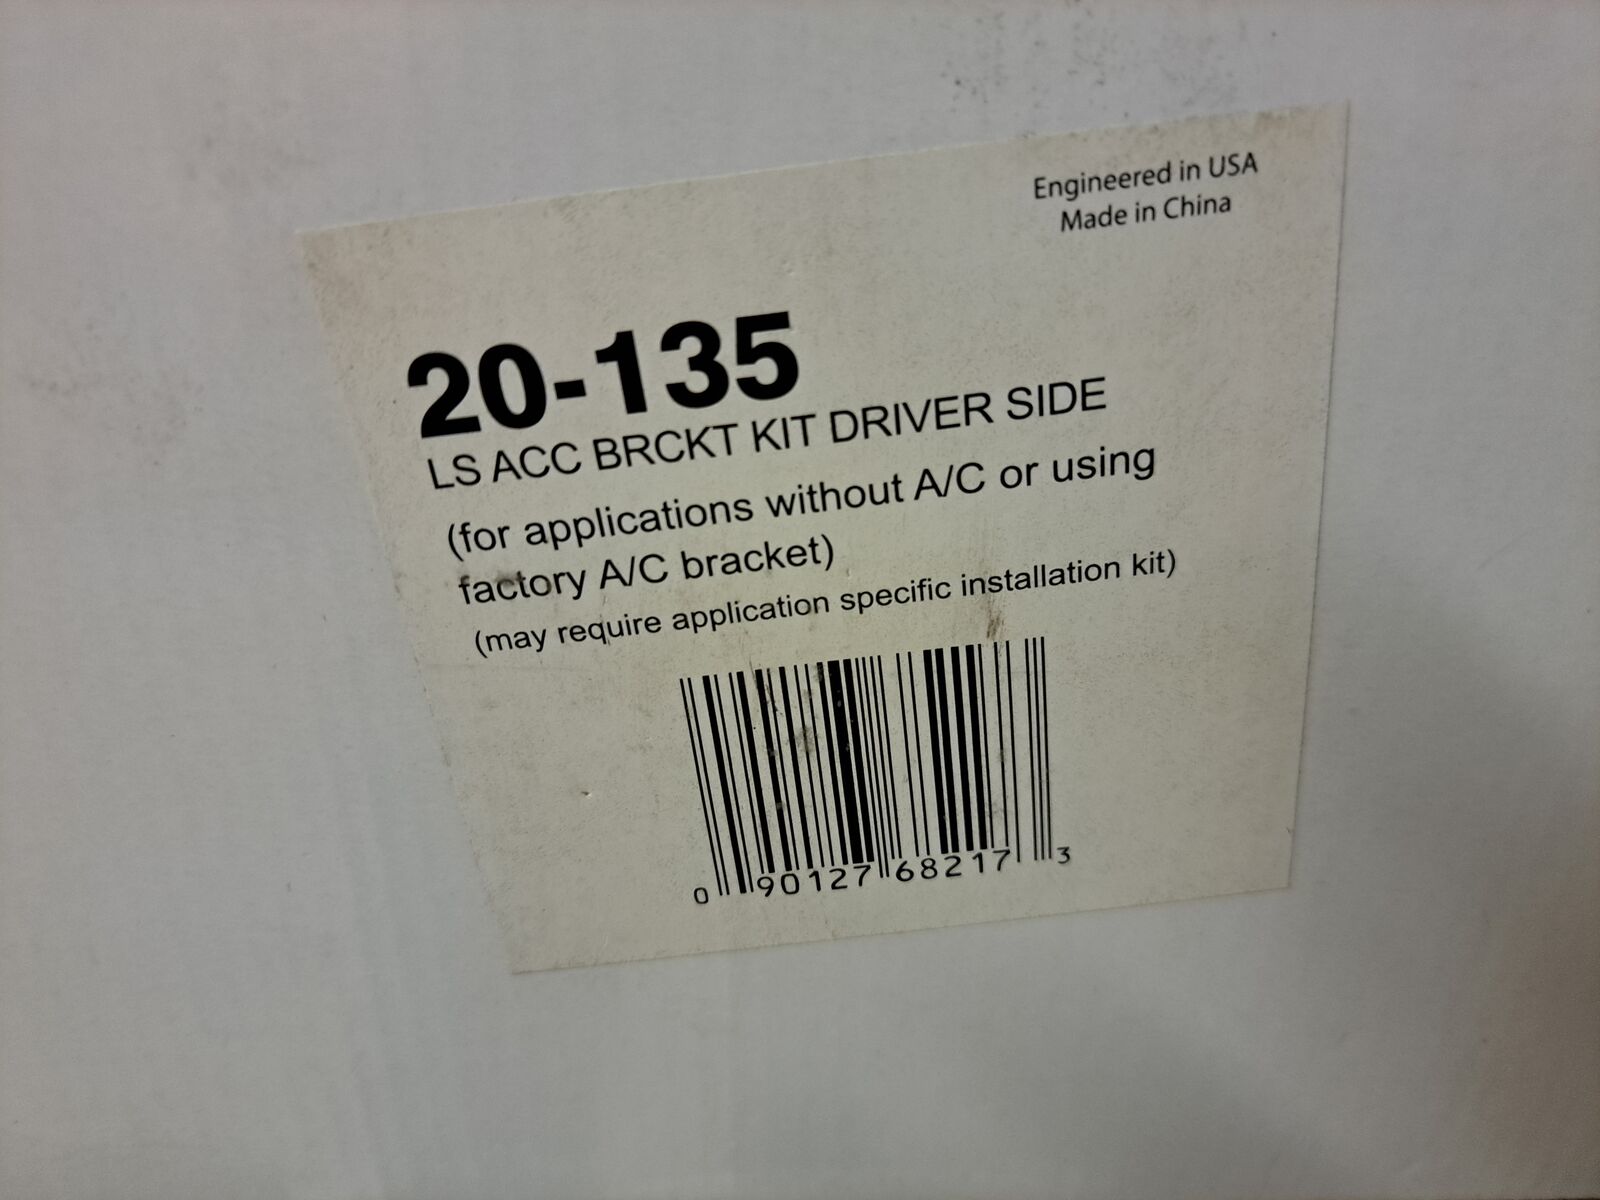 Engineered in USA
Made in China
20-135
LS ACC BRCKT KIT DRIVER SIDE
(for applications without A/C or using
factory A/C bracket)
(may require application specific installation kit)
0 90127 68217 3